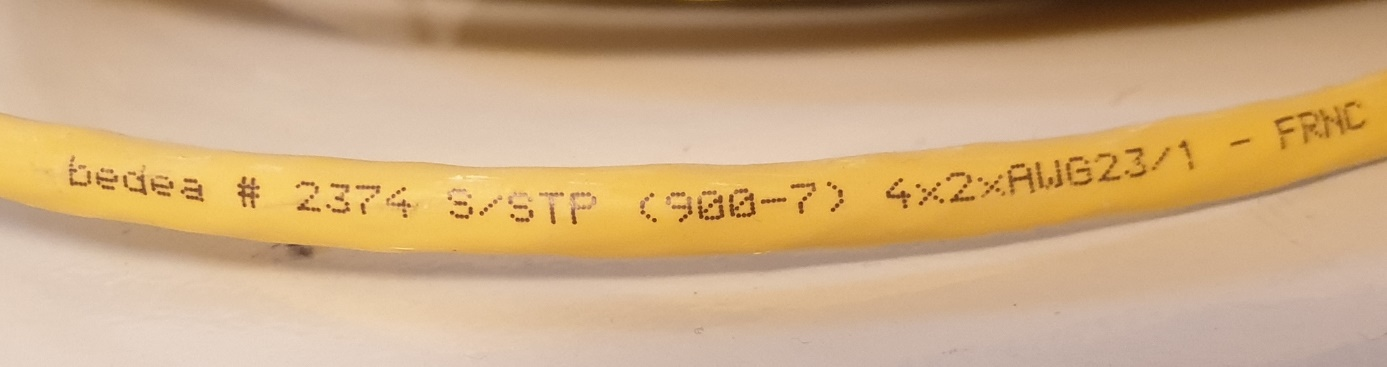 bedea # 2374 S/STP (900-7) 4x2xAWG23/1 - FRNC